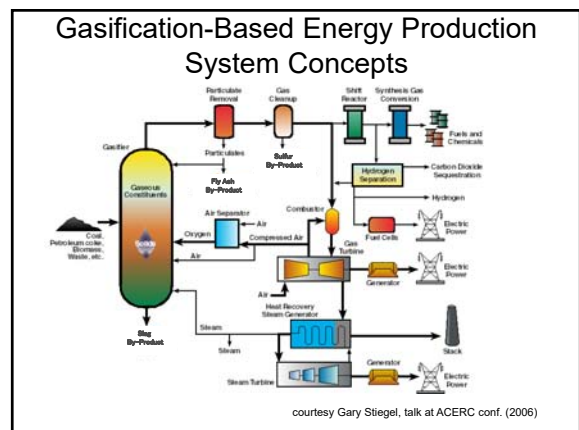 Gasification-Based Energy Production
System Concepts
Particulate
Removal
Gas
Cleanup
Shift
Reactor
Synthesis Gas
Conversion
Fuels and
Chemicals
Gasifier
Particulates
Sulfur
By-Product
Fly Ash
By-Product
Gaseous
Constituents
Hydrogen
Separation
Carbon Dioxide
Sequestration
Hydrogen
Combustor
Air Separator
Air
Oxygen
Compressed Air
Solids
Coal,
Petroleum coke,
Biomass,
Waste, etc.
Air
Fuel Cells
Electric
Power
Gas
Turbine
Air
Generator
Electric
Power
Heat Recovery
Steam Generator
Steam
Steam
Slag
By-Product
Stack
Steam Turbine
Generator
Electric
Power
courtesy Gary Stiegel, talk at ACERC conf. (2006)